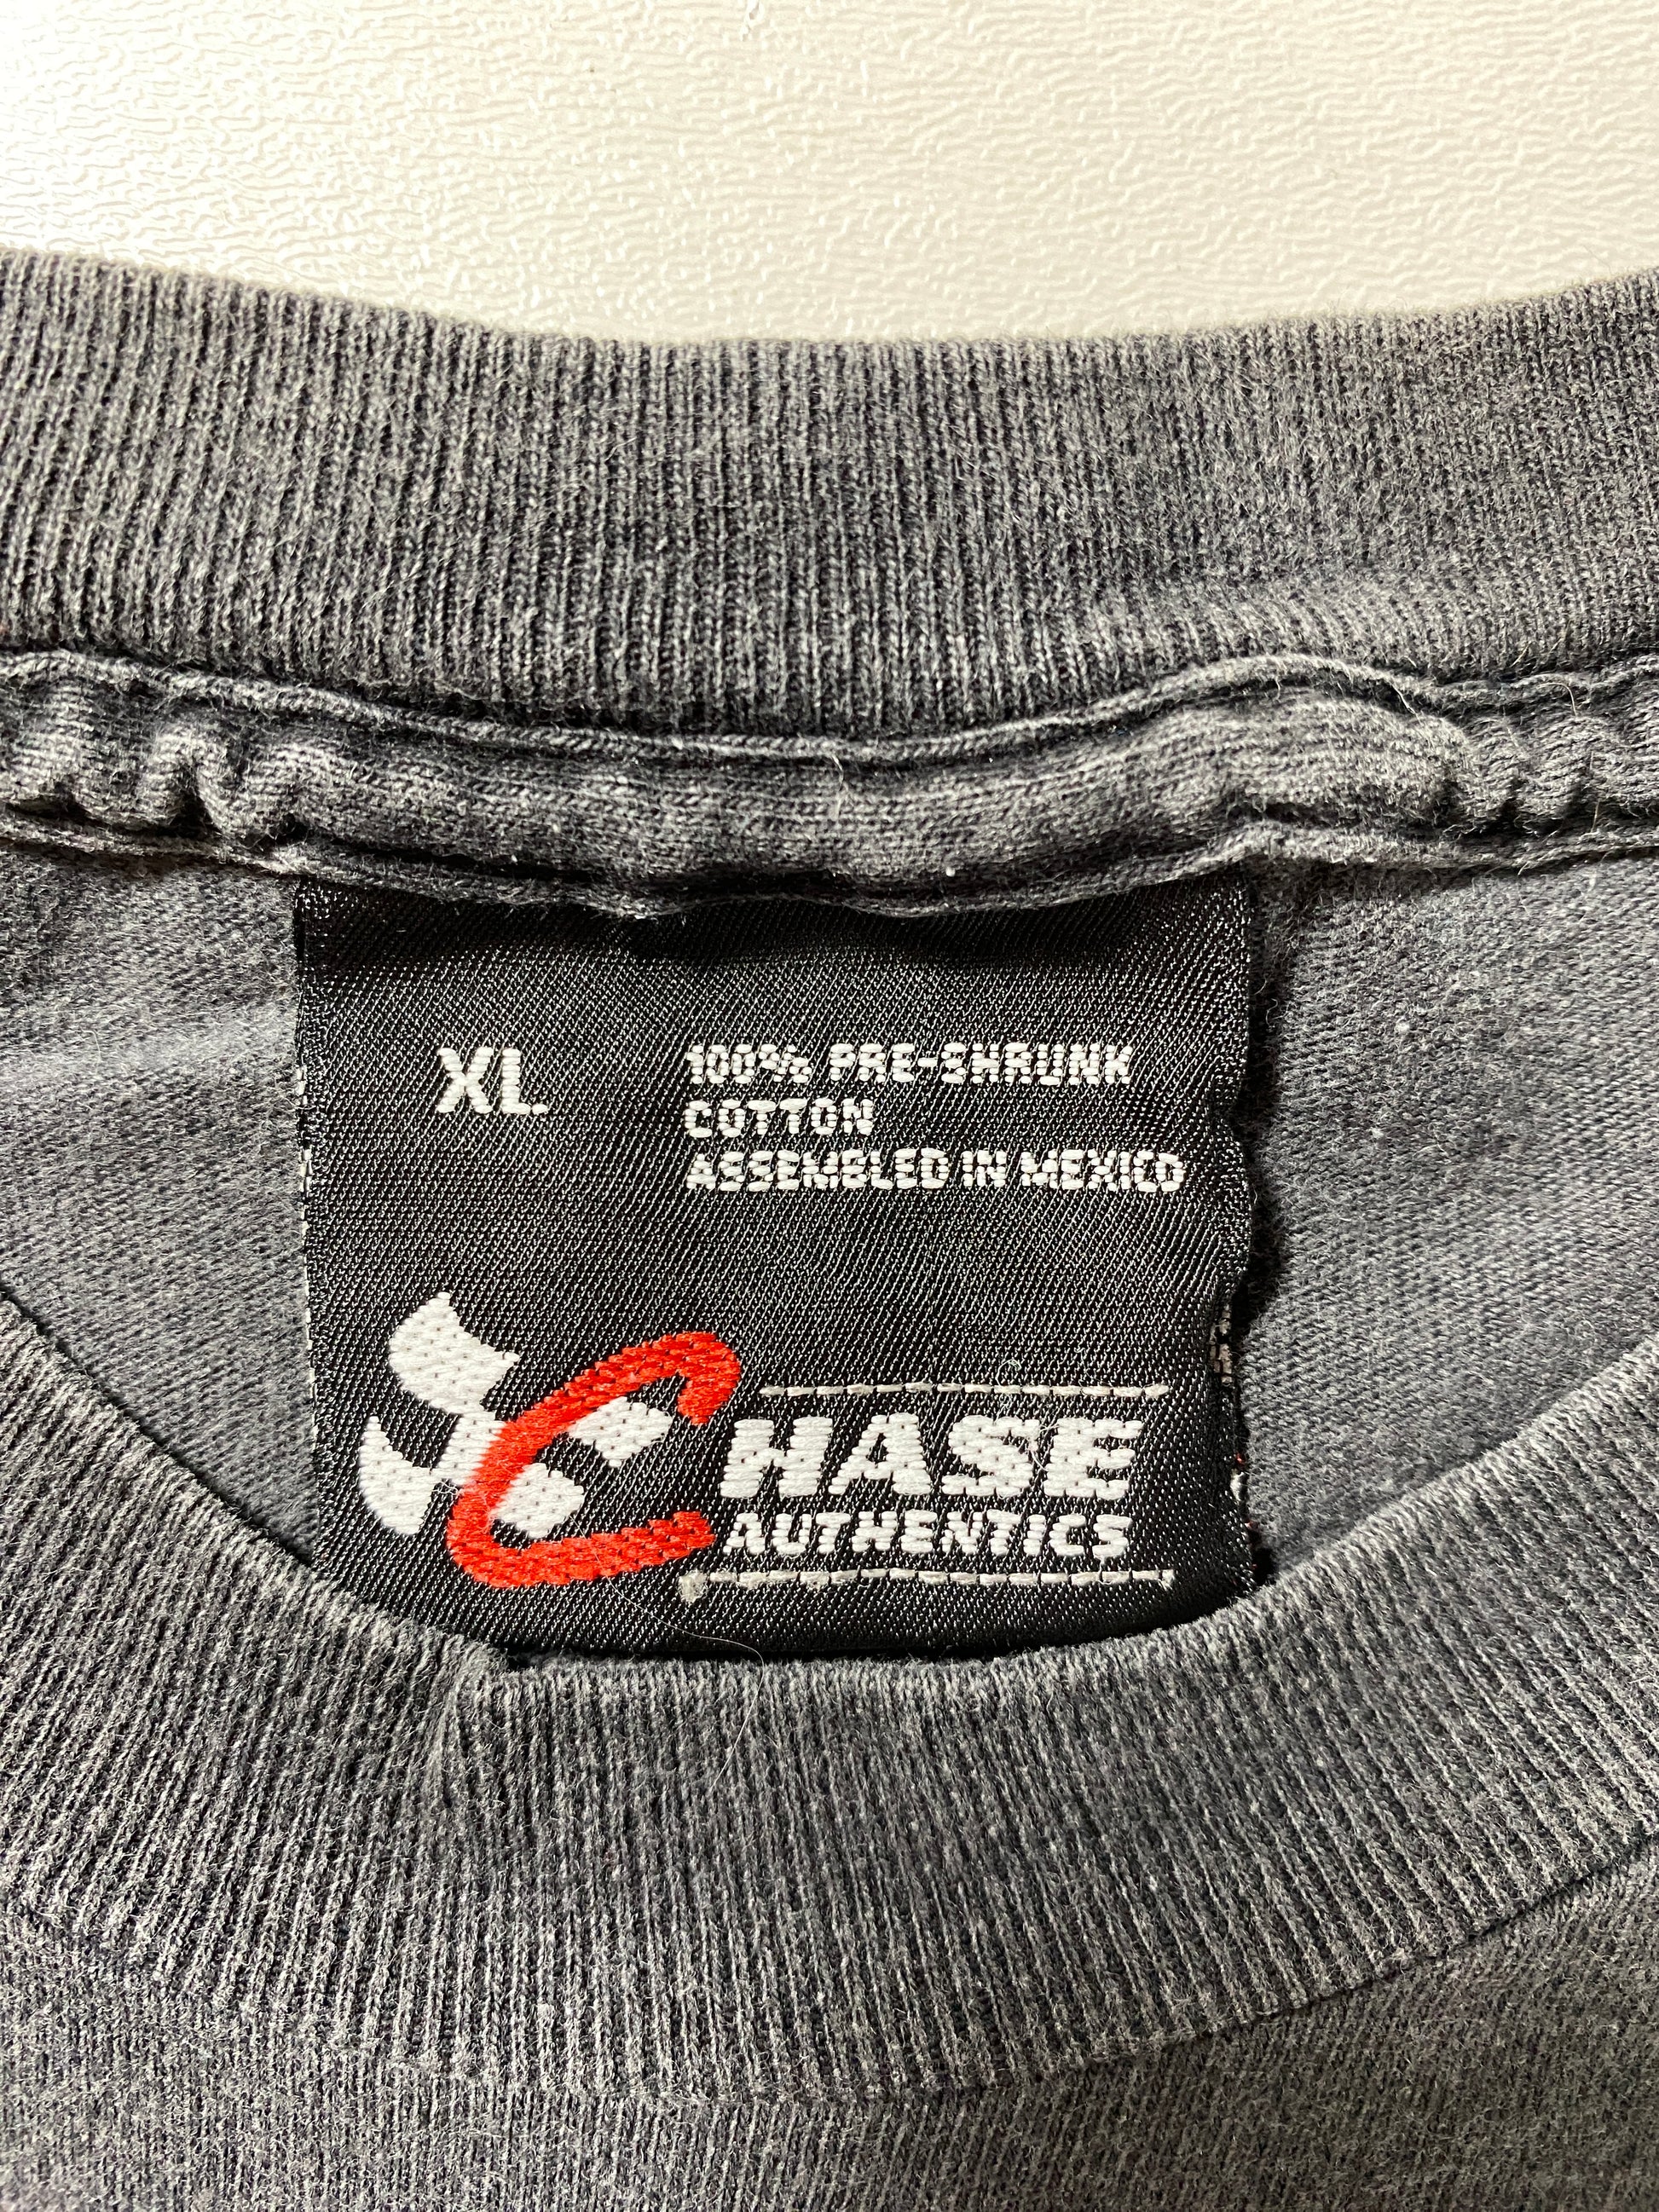 XL
100% PRE-SHRUNK
COTTON
ASSEMBLED IN MEXICO
CHASE
AUTHENTICS